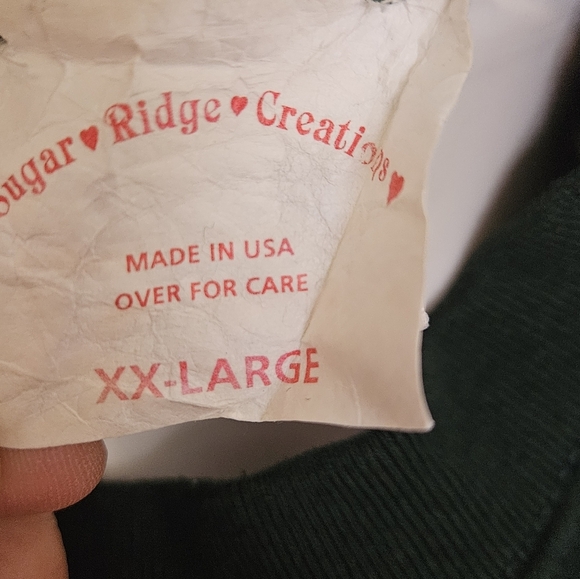 Sugar ♥ Ridge ♥ Creations ♥
MADE IN USA
OVER FOR CARE
XX-LARGE